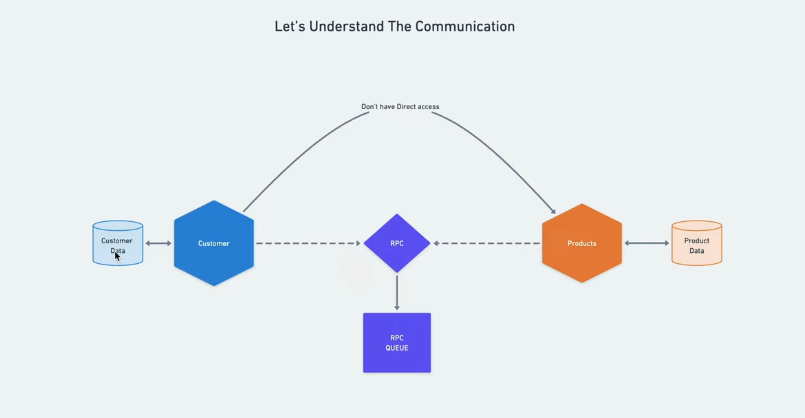 Let's Understand The Communication
Don't have Direct access
Customer
Data
Customer
RPC
Products
Product
Data
RPC
QUEUE